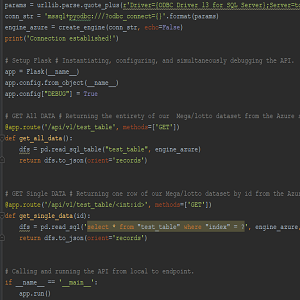 params = urllib.parse.quote_plus(r'Driver={ODBC Driver 13 for SQL Server};Server=tc
conn_str = "mssql+pyodbc:///?odbc_connect={}".format(params)
engine_azure = create_engine(conn_str, echo=False)
print("Connection established!")
# Setup Flask # Instantiating, configuring, and simultaneously debugging the API.
app = Flask(__name__)
app.config.from_object(__name__)
app.config["DEBUG"] = True
# GET All DATA # Returning the entirety of our  Mega/lotto dataset from the Azure
@app.route('/api/v1/test_table', methods=['GET'])
def get_all_data():
dfs = pd.read_sql_table("test_table", engine_azure)
return dfs.to_json(orient='records')
# GET Single DATA # Returning one row of our Mega/lotto dataset by id from the Azur
@app.route('/api/v1/test_table/<int:id>', methods=['GET'])
def get_single_data(id):
dfs = pd.read_sql('select * from "test_table" where "index" = ?', engine_azure,
return dfs.to_json(orient='records')
# Calling and running the API from local to endpoint.
if __name__ == '__main__':
app.run()